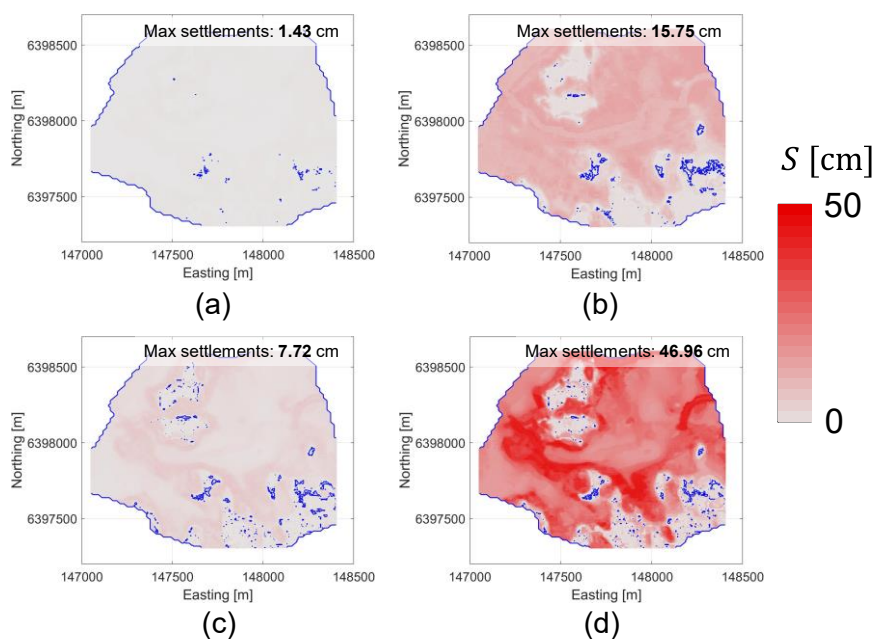 Max settlements: 1.43 cm
6398500
6398000
6397500
Northing [m]
147000 147500 148000 148500
Easting [m]
(a)
Max settlements: 15.75 cm
6398500
6398000
6397500
Northing [m]
147000 147500 148000 148500
Easting [m]
(b)
S [cm]
50
0
Max settlements: 7.72 cm
6398500
6398000
6397500
Northing [m]
147000 147500 148000 148500
Easting [m]
(c)
Max settlements: 46.96 cm
6398500
6398000
6397500
Northing [m]
147000 147500 148000 148500
Easting [m]
(d)